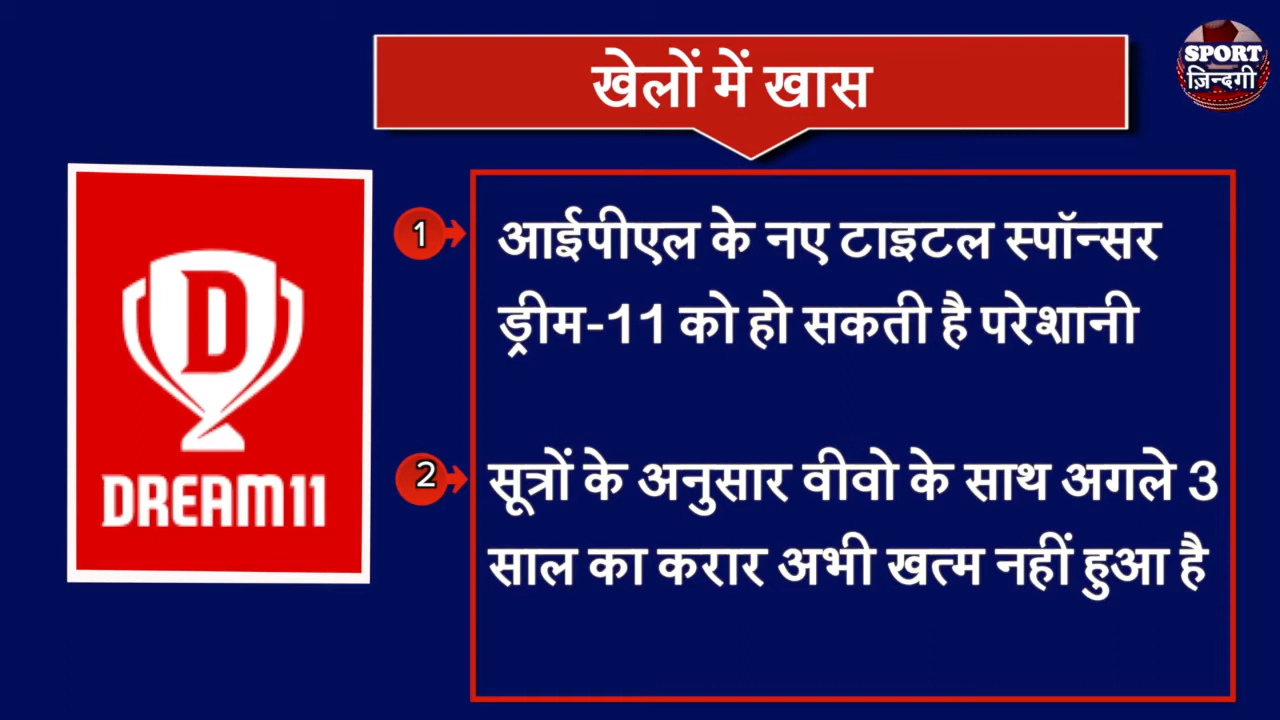 खेलों में खास
SPORT
ज़िन्दगी
D
DREAM11
1
आईपीएल के नए टाइटल स्पॉन्सर
ड्रीम-11 को हो सकती है परेशानी
2
सूत्रों के अनुसार वीवो के साथ अगले 3
साल का करार अभी खत्म नहीं हुआ है